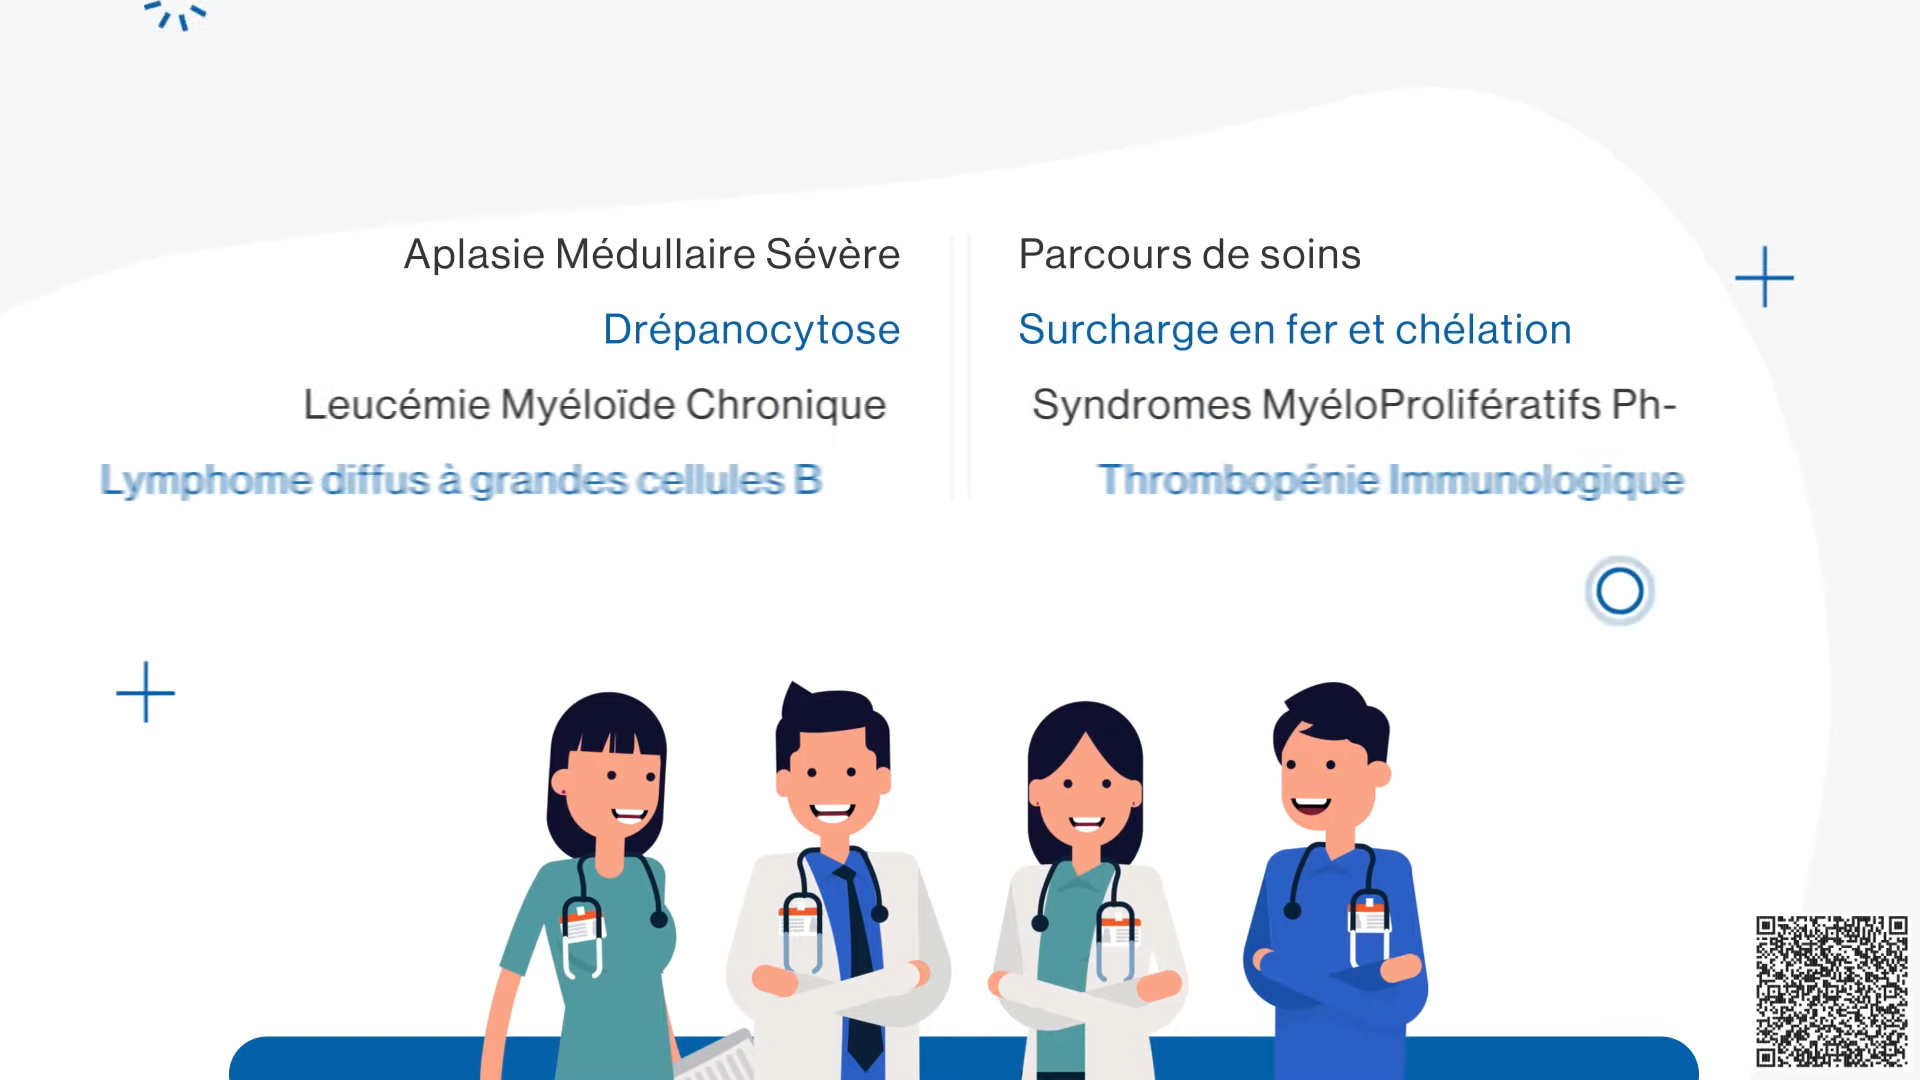 Aplasie Médullaire Sévère
Drépanocytose
Leucémie Myéloïde Chronique
Lymphome diffus à grandes cellules B
Parcours de soins
Surcharge en fer et chélation
Syndromes MyéloProlifératifs Ph-
Thrombopénie Immunologique